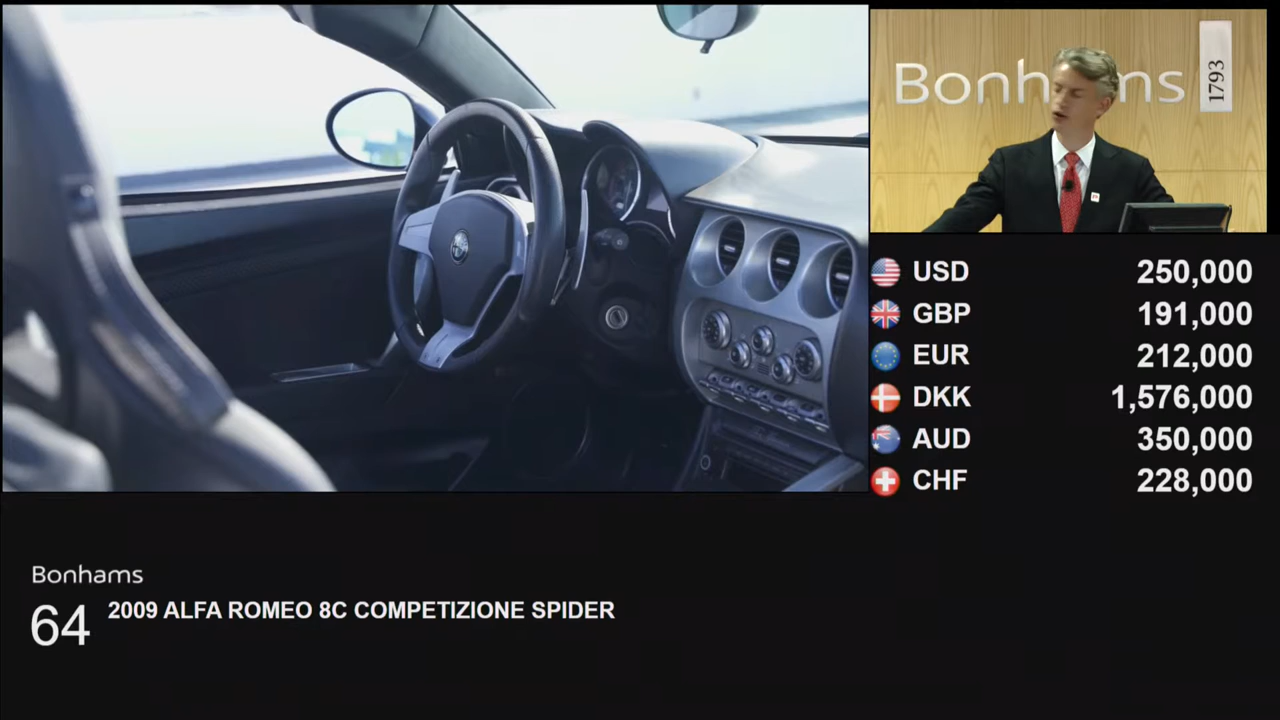 Bonhams
1793
USD 250,000
GBP 191,000
EUR 212,000
DKK 1,576,000
AUD 350,000
CHF 228,000
Bonhams
64 2009 ALFA ROMEO 8C COMPETIZIONE SPIDER